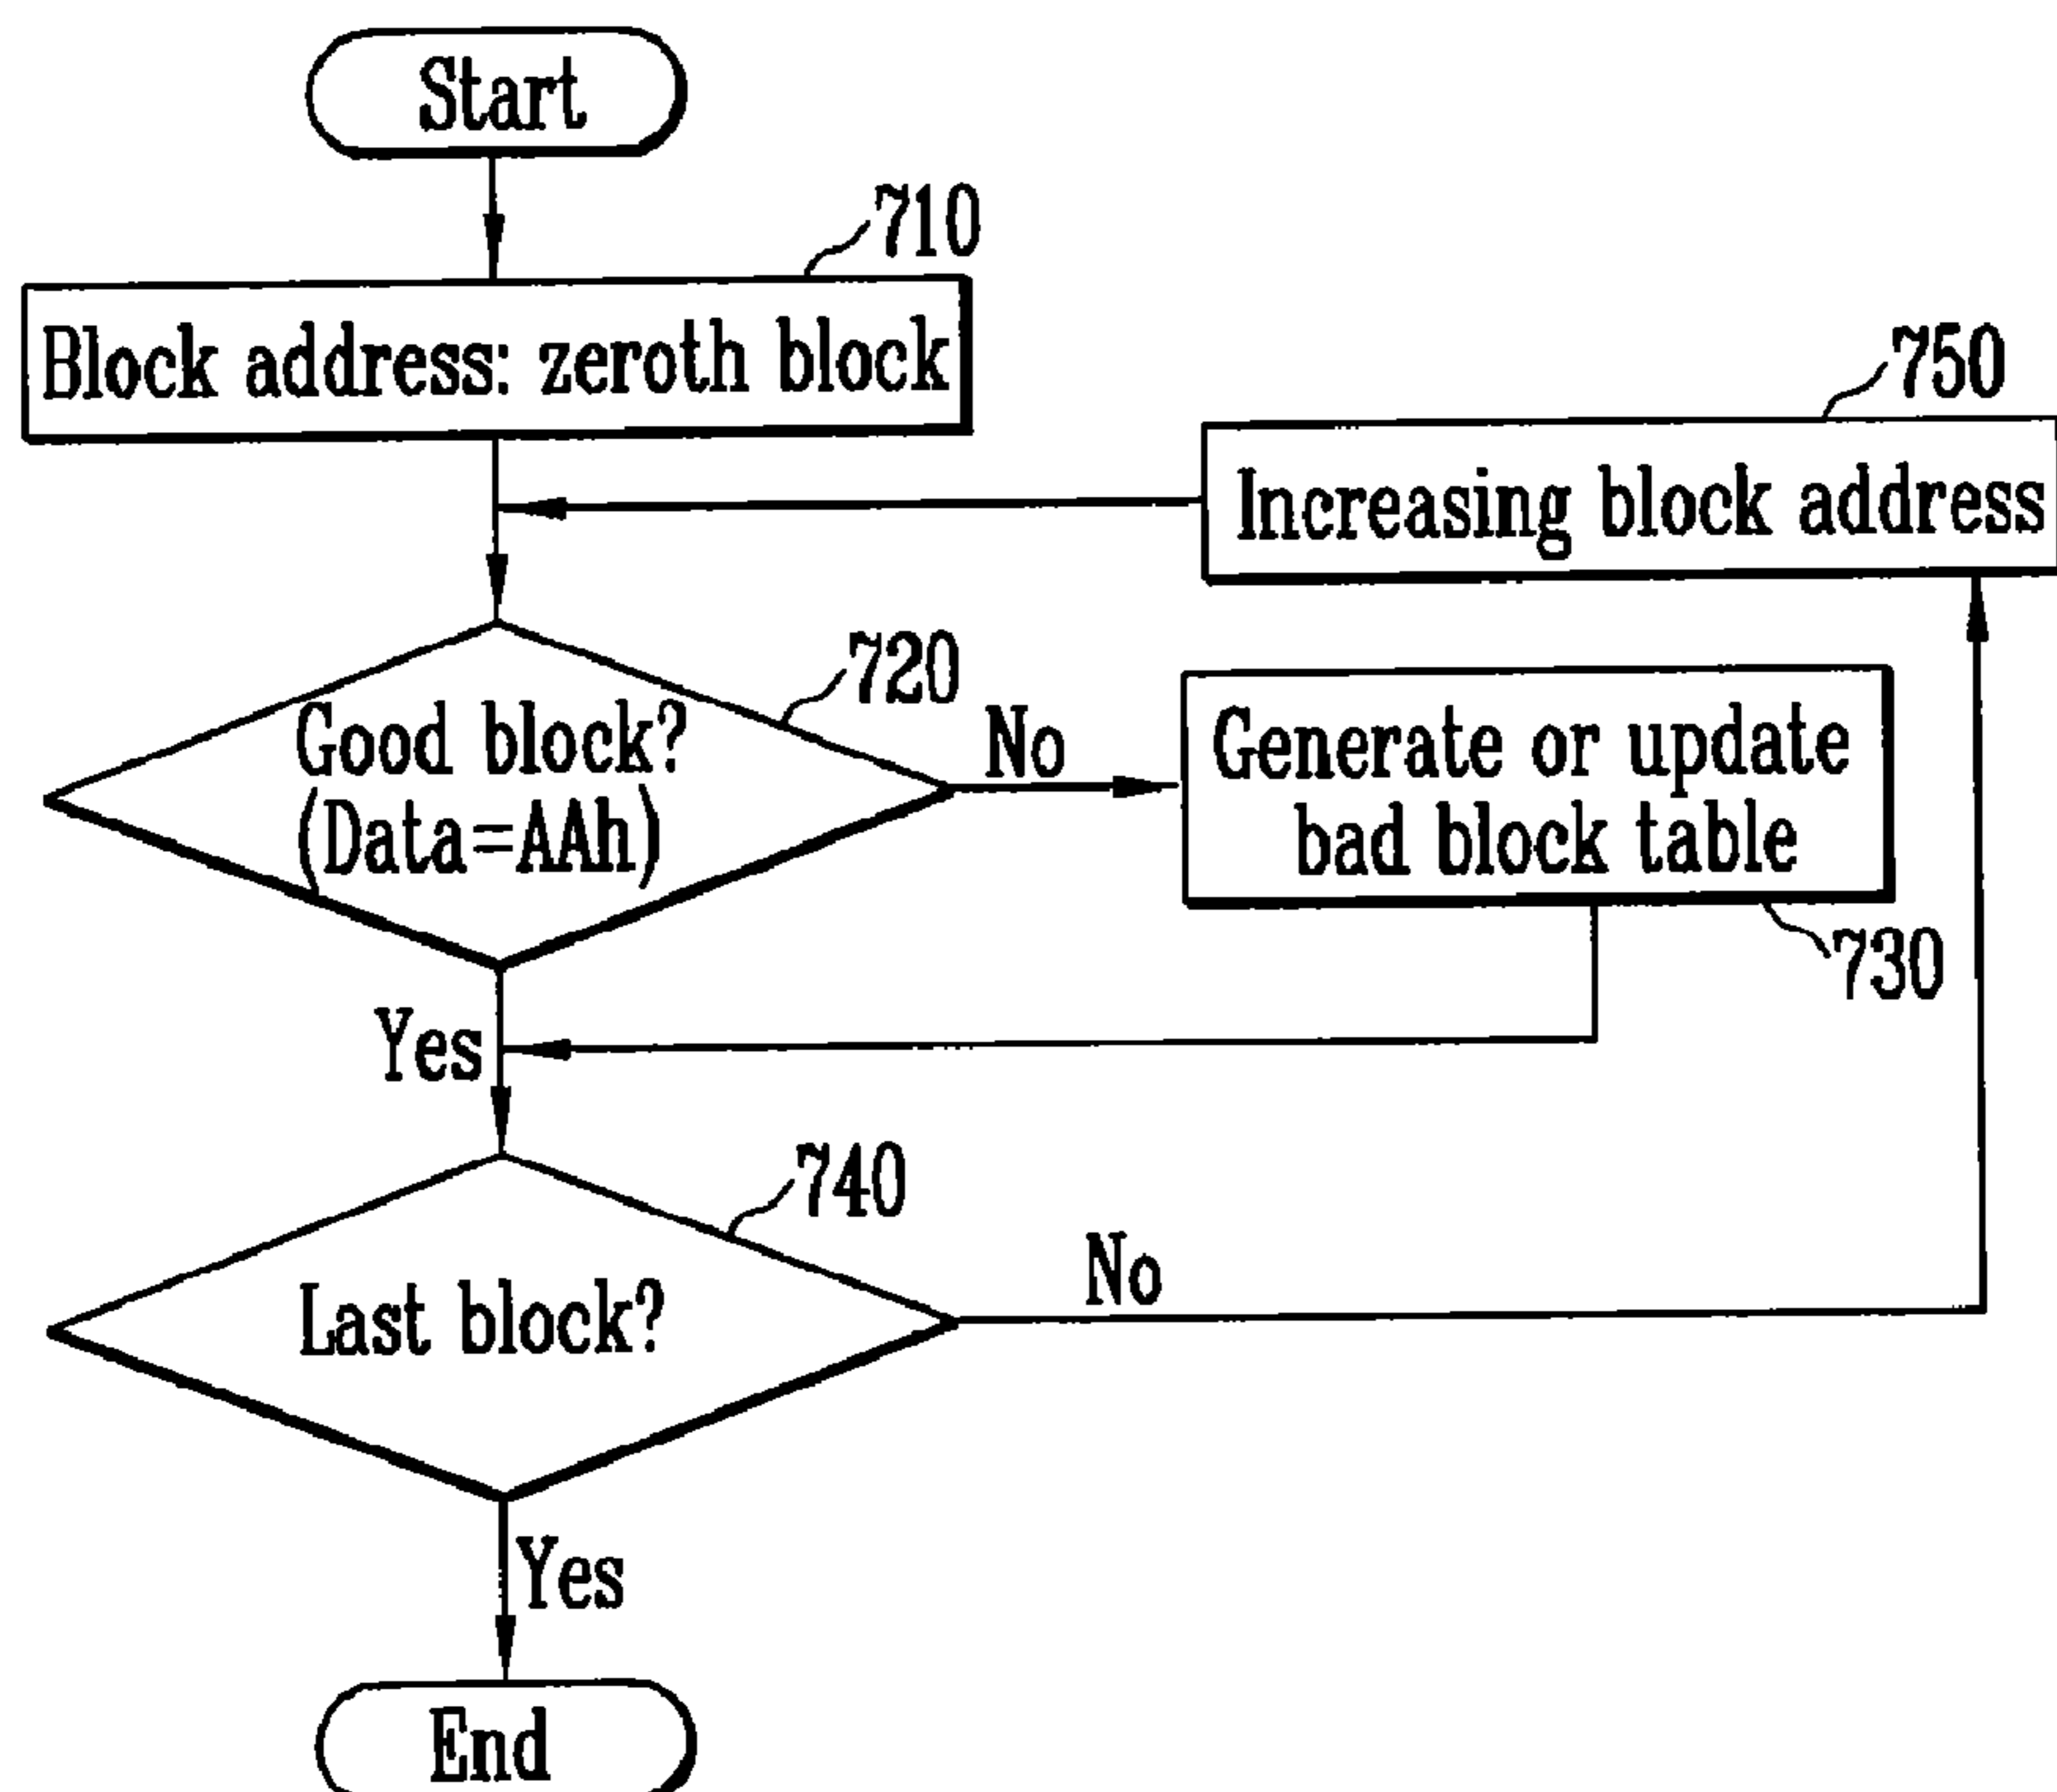 Start
710
Block address: zeroth block
750
Increasing block address
720
Good block?
(Data=AAh)
No
Generate or update
bad block table
730
Yes
740
Last block?
No
Yes
End